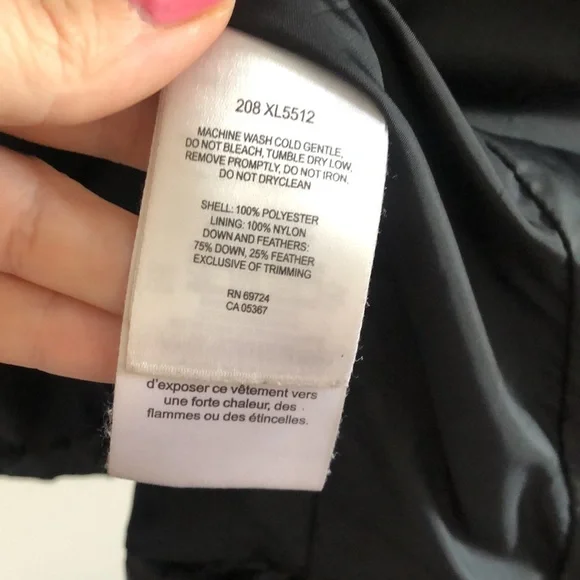 208 XL5512
MACHINE WASH COLD GENTLE,
DO NOT BLEACH, TUMBLE DRY LOW,
REMOVE PROMPTLY, DO NOT IRON,
DO NOT DRYCLEAN
SHELL: 100% POLYESTER
LINING: 100% NYLON
DOWN AND FEATHERS:
75% DOWN, 25% FEATHER
EXCLUSIVE OF TRIMMING
RN 69724
CA 05367
d'exposer ce vêtement vers
une forte chaleur, des
flammes ou des étincelles.